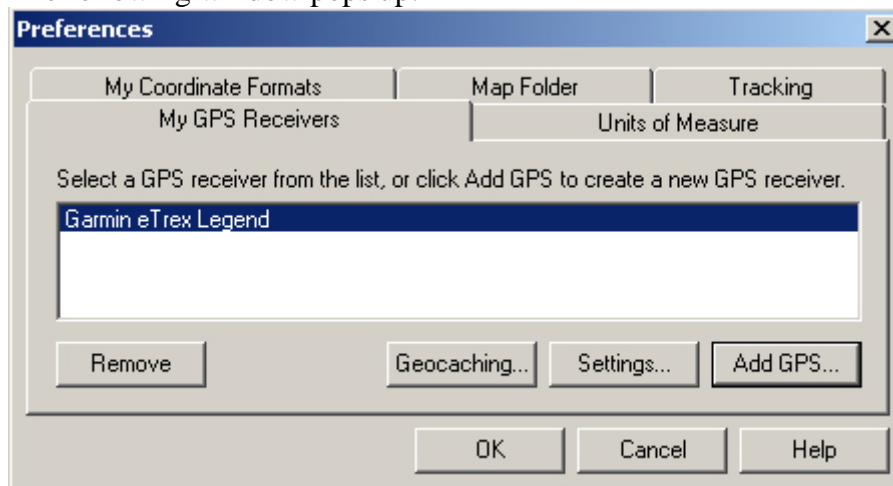 Preferences
My Coordinate Formats Map Folder Tracking
My GPS Receivers Units of Measure
Select a GPS receiver from the list, or click Add GPS to create a new GPS receiver.
Garmin eTrex Legend
Remove Geocaching... Settings... Add GPS...
OK Cancel Help